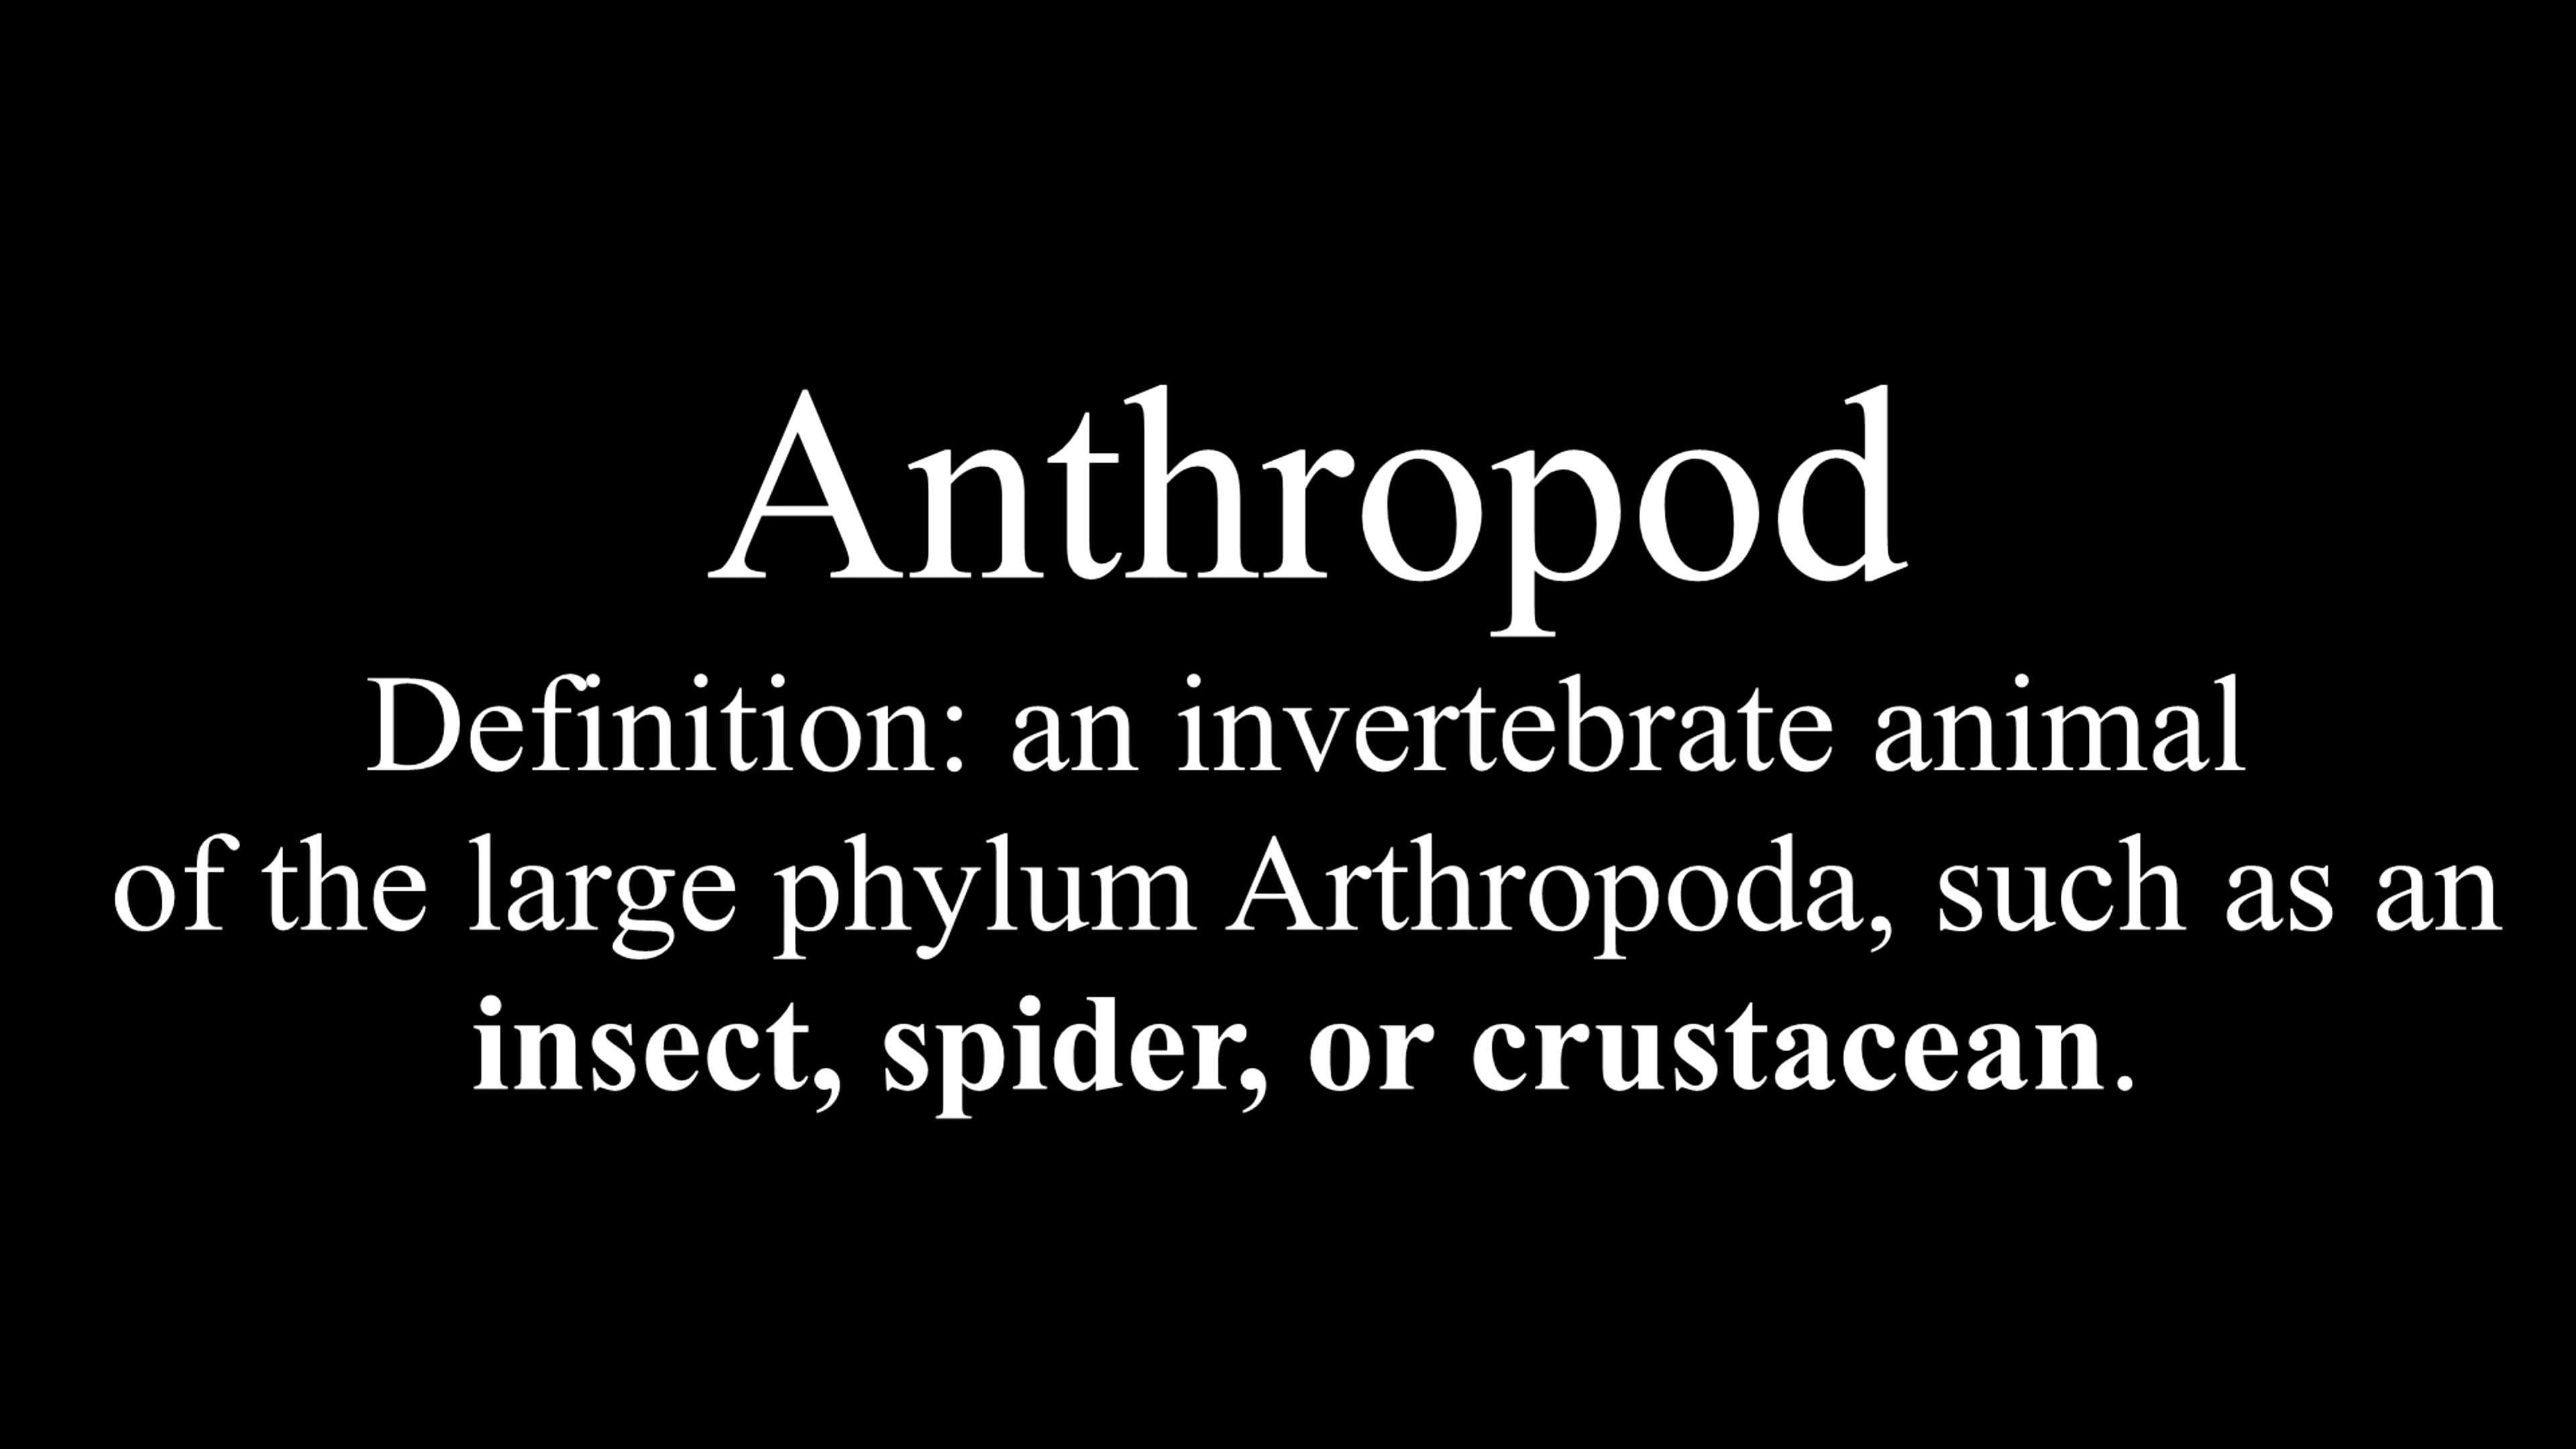 Anthropod
Definition: an invertebrate animal
of the large phylum Arthropoda, such as an
insect, spider, or crustacean.